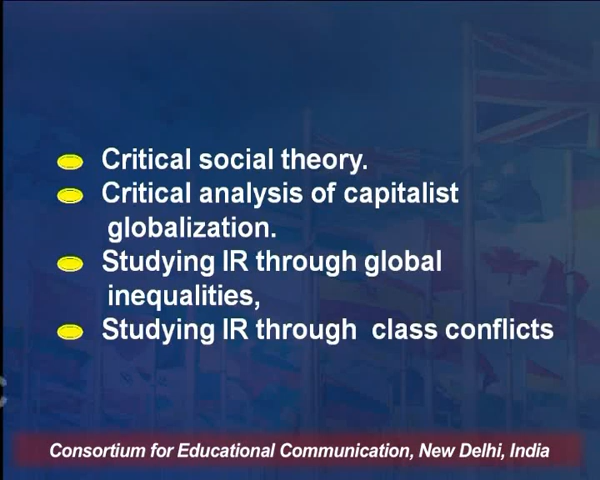 Critical social theory.
Critical analysis of capitalist
globalization.
Studying IR through global
inequalities,
Studying IR through class conflicts
Consortium for Educational Communication, New Delhi, India